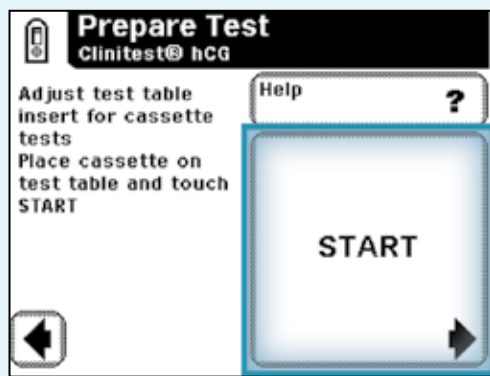 Prepare Test
Clinitest® hCG
Adjust test table
insert for cassette
tests
Place cassette on
test table and touch
START
Help
?
START